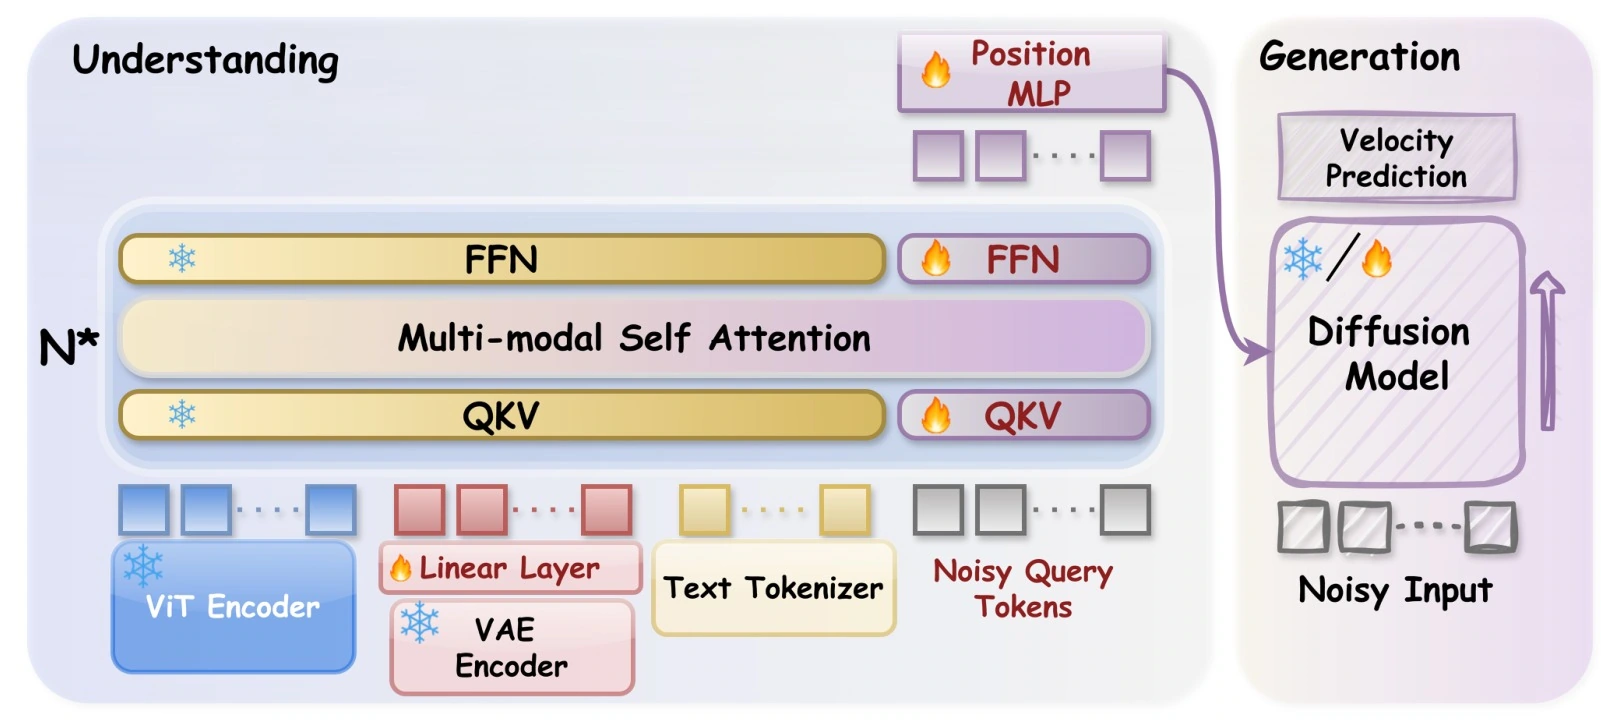 Understanding
Position
MLP
FFN
FFN
N*
Multi-modal Self Attention
QKV
QKV
ViT Encoder
Linear Layer
VAE
Encoder
Text Tokenizer
Noisy Query
Tokens
Generation
Velocity
Prediction
Diffusion
Model
Noisy Input